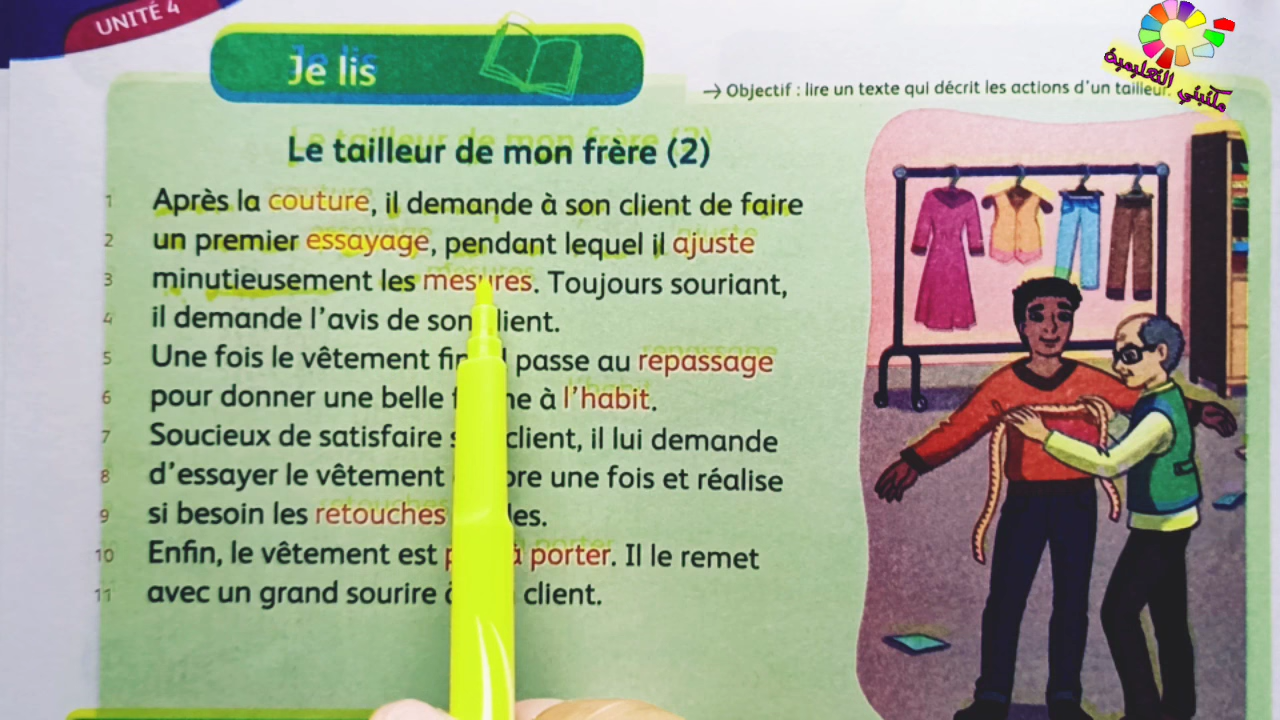 UNITÉ 4
Je lis
→ Objectif : lire un texte qui décrit les actions d'un tailleur.
مكتبتي التعليمية
Le tailleur de mon frère (2)
1 Après la couture, il demande à son client de faire
2 un premier essayage, pendant lequel il ajuste
3 minutieusement les mesures. Toujours souriant,
4 il demande l'avis de son client.
5 Une fois le vêtement passe au repassage
6 pour donner une belle à l'habit.
7 Soucieux de satisfaire client, il lui demande
8 d'essayer le vêtement une fois et réalise
9 si besoin les retouches
10 Enfin, le vêtement est à porter. Il le remet
11 avec un grand sourire client.